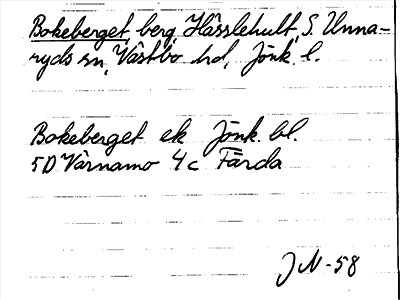 Bokeberget, berg, Hässlehult, S. Unna-
ryds sn, Västbo hd, Jönk. l.
Bokeberget ek Jönk. bl.
5D Värnamo 4c Färda
JN-58